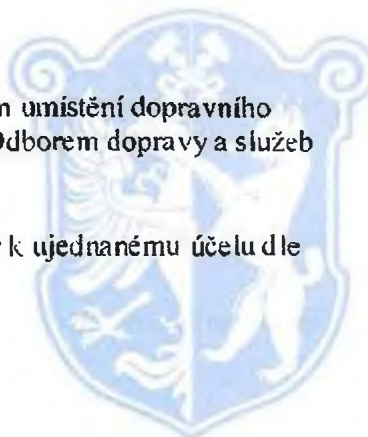 umístění dopravního
Odborem dopravy a služeb
k ujednanému účelu dle